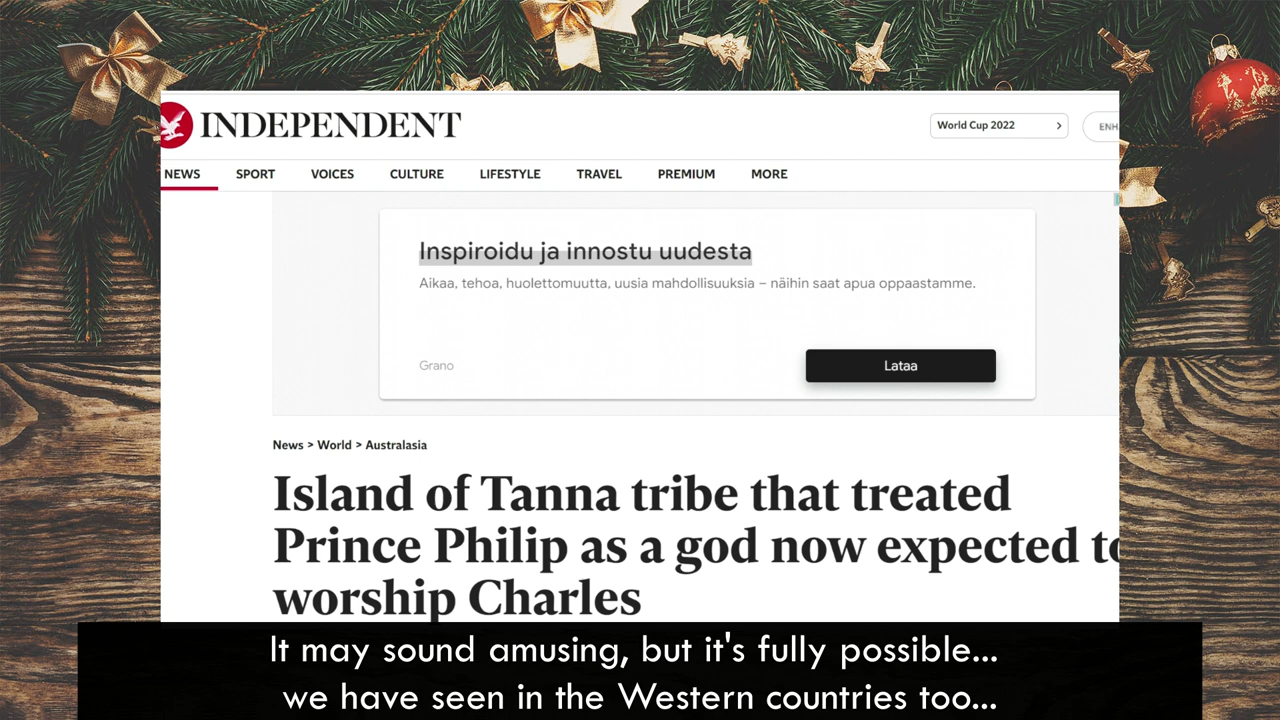 INDEPENDENT
World Cup 2022
ENH
NEWS SPORT VOICES CULTURE LIFESTYLE TRAVEL PREMIUM MORE
Inspiroidu ja innostu uudesta
Aikaa, tehoa, huolettomuutta, uusia mahdollisuuksia – näihin saat apua oppaastamme.
Grano
Lataa
News > World > Australasia
Island of Tanna tribe that treated
Prince Philip as a god now expected to
worship Charles
It may sound amusing, but it's fully possible...
we have seen in the Western countries too...